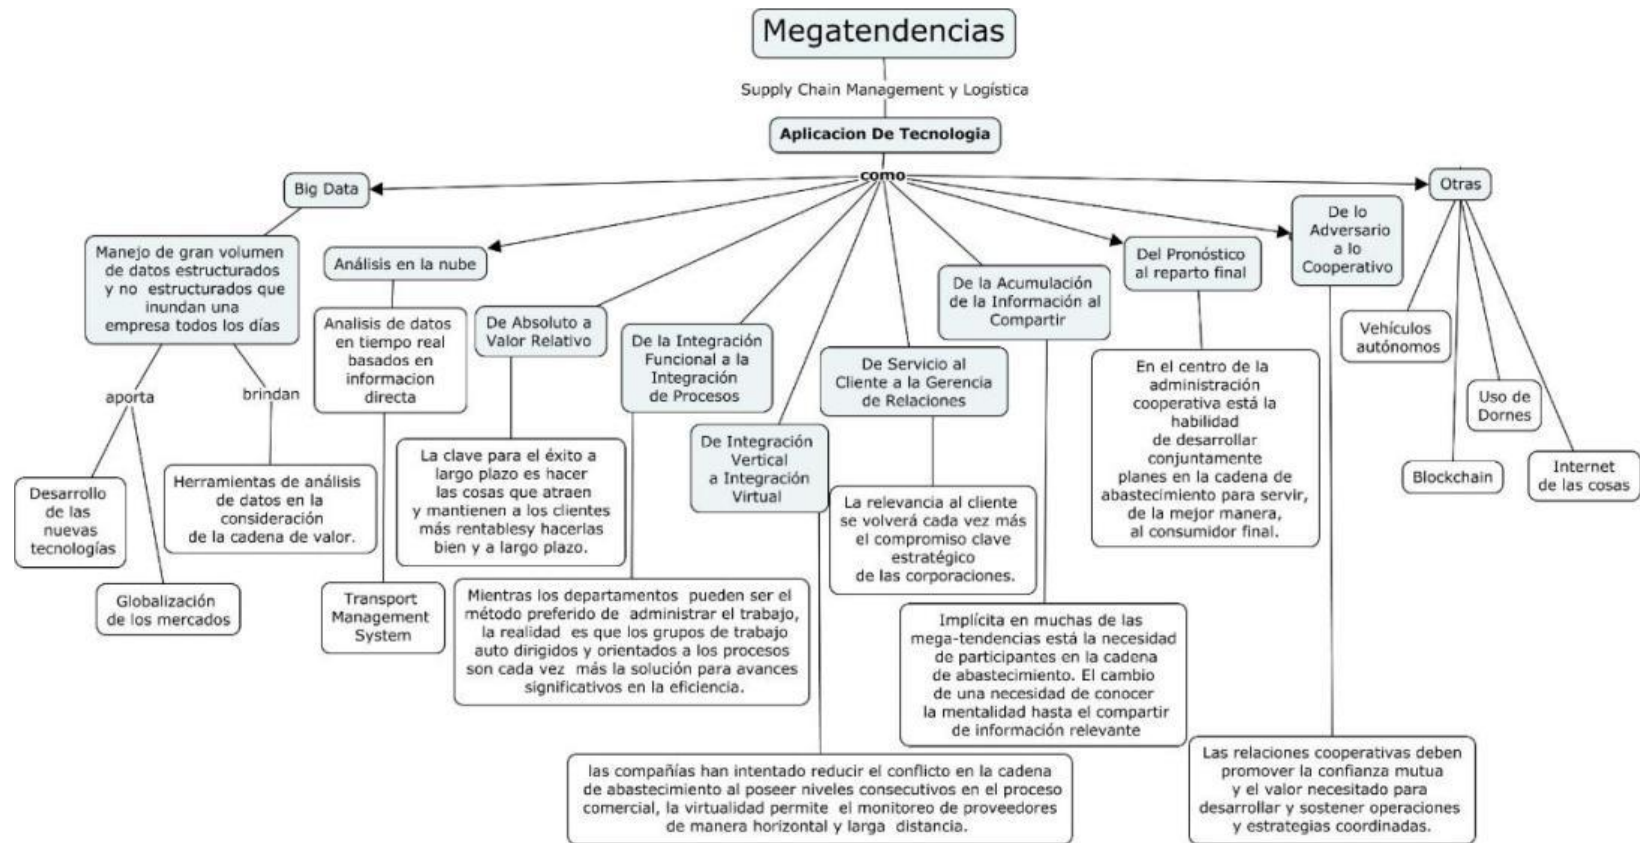 Megatendencias
Supply Chain Management y Logística
Aplicacion De Tecnologia
como
Big Data
Manejo de gran volumen
de datos estructurados
y no estructurados que
inundan una
empresa todos los días
aporta
brindan
Desarrollo
de las
nuevas
tecnologías
Globalización
de los mercados
Herramientas de análisis
de datos en la
consideración
de la cadena de valor.
Análisis en la nube
Analisis de datos
en tiempo real
basados en
informacion
directa
Transport
Management
System
De Absoluto a
Valor Relativo
La clave para el éxito a
largo plazo es hacer
las cosas que atraen
y mantienen a los clientes
más rentablesy hacerlas
bien y a largo plazo.
De la Integración
Funcional a la
Integración
de Procesos
Mientras los departamentos pueden ser el
método preferido de administrar el trabajo,
la realidad es que los grupos de trabajo
auto dirigidos y orientados a los procesos
son cada vez más la solución para avances
significativos en la eficiencia.
De Integración
Vertical
a Integración
Virtual
las compañías han intentado reducir el conflicto en la cadena
de abastecimiento al poseer niveles consecutivos en el proceso
comercial, la virtualidad permite el monitoreo de proveedores
de manera horizontal y larga distancia.
De Servicio al
Cliente a la Gerencia
de Relaciones
La relevancia al cliente
se volverá cada vez más
el compromiso clave
estratégico
de las corporaciones.
De la Acumulación
de la Información al
Compartir
Implícita en muchas de las
mega-tendencias está la necesidad
de participantes en la cadena
de abastecimiento. El cambio
de una necesidad de conocer
la mentalidad hasta el compartir
de información relevante
Del Pronóstico
al reparto final
En el centro de la
administración
cooperativa está la
habilidad
de desarrollar
conjuntamente
planes en la cadena de
abastecimiento para servir,
de la mejor manera,
al consumidor final.
De lo
Adversario
a lo
Cooperativo
Las relaciones cooperativas deben
promover la confianza mutua
y el valor necesitado para
desarrollar y sostener operaciones
y estrategias coordinadas.
Otras
Vehículos
autónomos
Blockchain
Uso de
Dornes
Internet
de las cosas